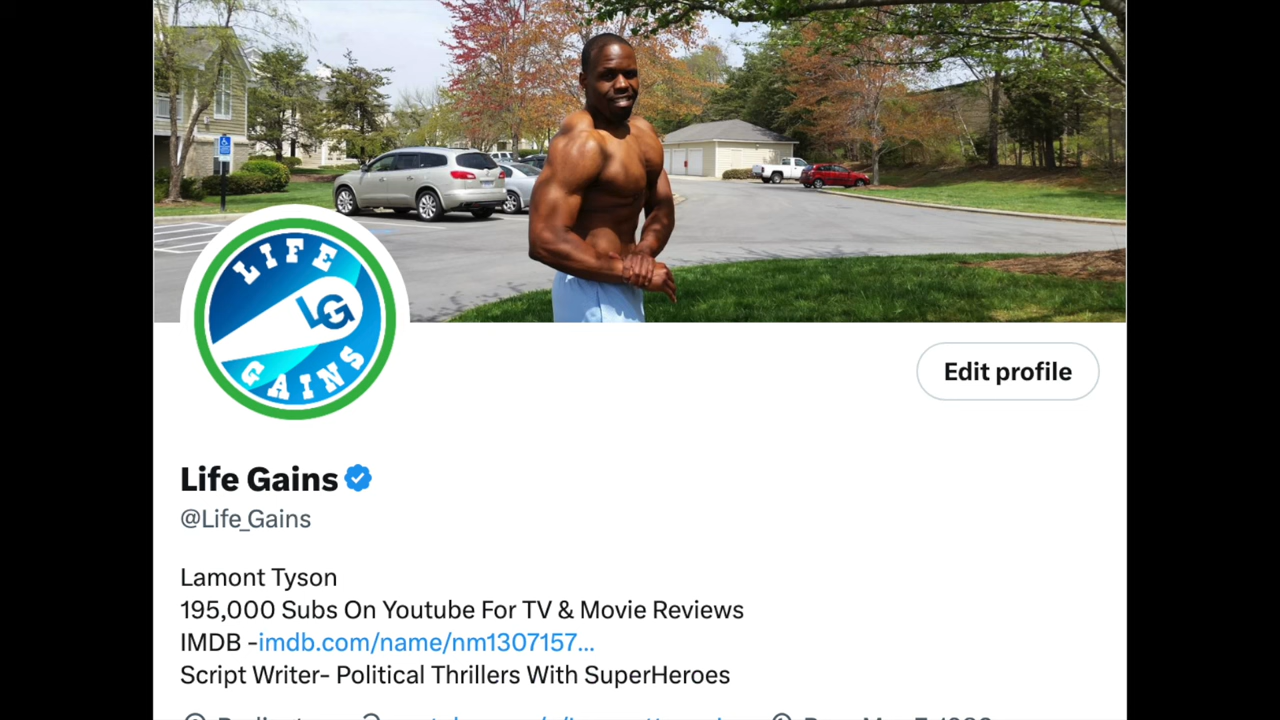 LIFE
LG
GAINS
Edit profile
Life Gains
@Life_Gains
Lamont Tyson
195,000 Subs On Youtube For TV & Movie Reviews
IMDB -imdb.com/name/nm1307157...
Script Writer- Political Thrillers With SuperHeroes